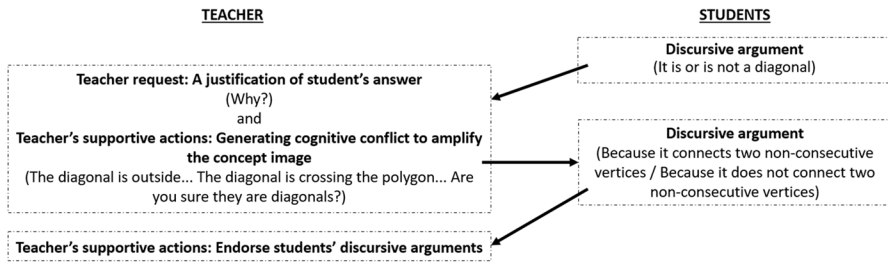 TEACHER
STUDENTS
Discursive argument
(It is or is not a diagonal)
Teacher request: A justification of student's answer
(Why?)
and
Teacher's supportive actions: Generating cognitive conflict to amplify
the concept image
(The diagonal is outside... The diagonal is crossing the polygon... Are
you sure they are diagonals?)
Discursive argument
(Because it connects two non-consecutive
vertices / Because it does not connect two
non-consecutive vertices)
Teacher's supportive actions: Endorse students' discursive arguments